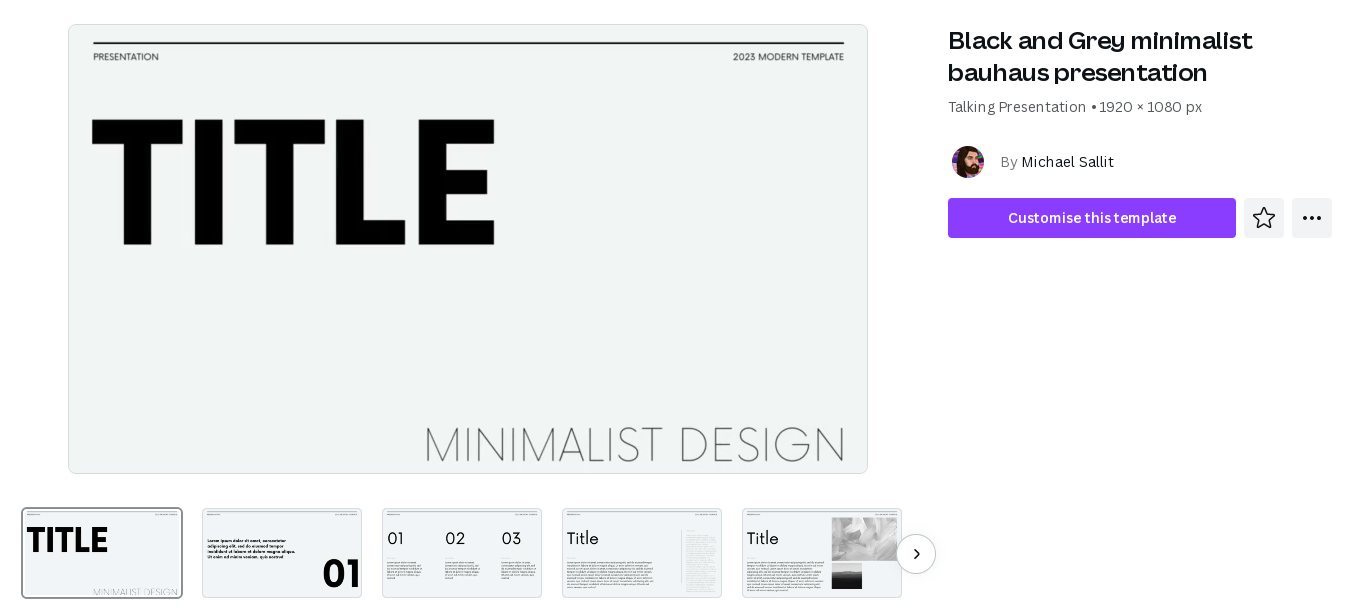 PRESENTATION
2023 MODERN TEMPLATE
TITLE
MINIMALIST DESIGN
Black and Grey minimalist
bauhaus presentation
Talking Presentation • 1920 × 1080 px
By Michael Sallit
Customise this template
TITLE
MINIMALIST DESIGN
Lorem ipsum dolor sit amet, consectetur
adipiscing elit, sed do eiusmod tempor
incididunt ut labore et dolore magna aliqua.
Ut enim ad minim veniam, quis nostrud
01
01
02
03
Title
Title